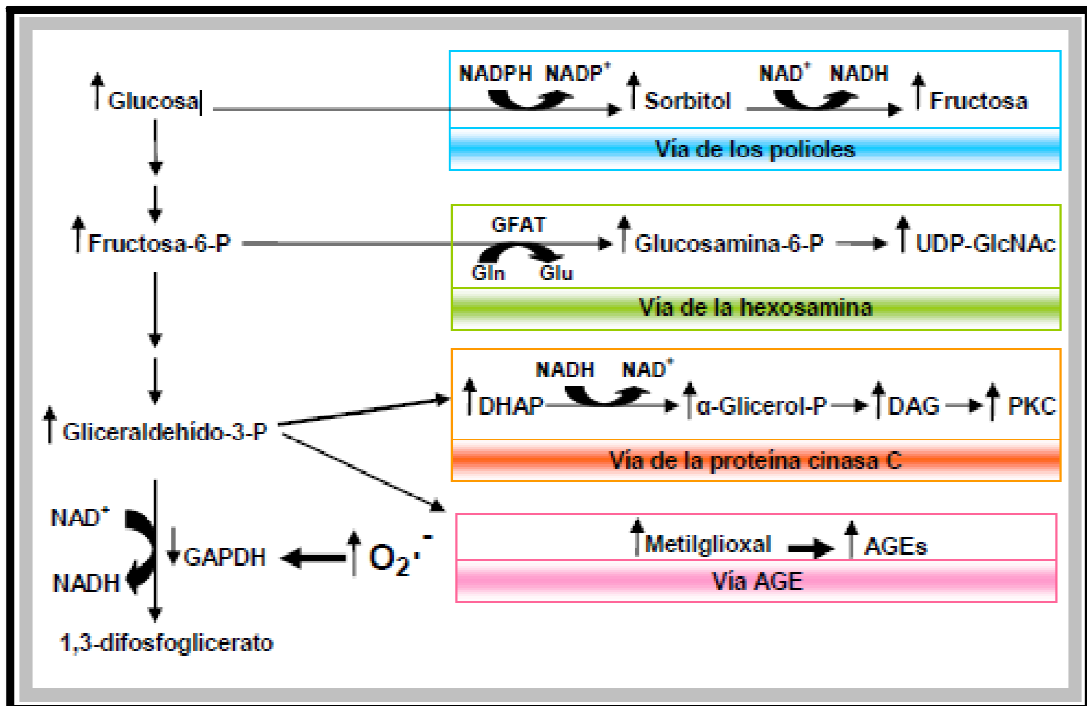 NADPH NADP+ NAD+ NADH
Glucosa Sorbitol Fructosa
Vía de los polioles
GFAT
Fructosa-6-P Glucosamina-6-P UDP-GlcNAc
Gln Glu
Vía de la hexosamina
NADH NAD+
DHAP α-Glicerol-P DAG PKC
Gliceraldehído-3-P
Vía de la proteína cinasa C
NAD+
Metilglioxal AGEs
GAPDH O2·-
NADH
Vía AGE
1,3-difosfoglicerato